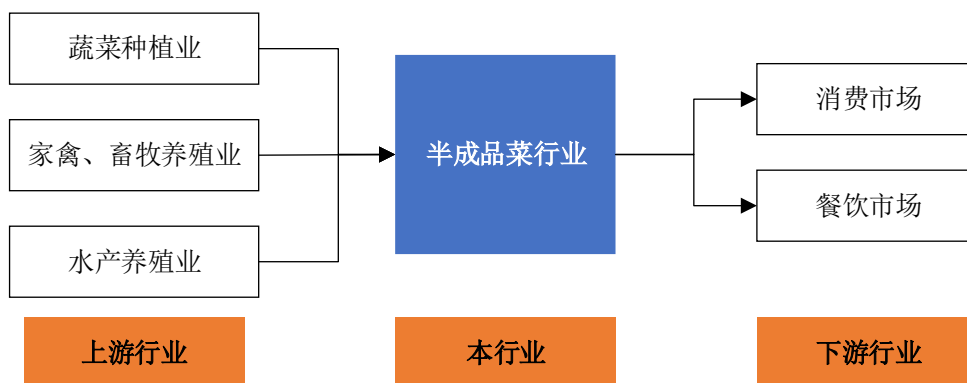 蔬菜种植业
家禽、畜牧养殖业
水产养殖业
半成品菜行业
消费市场
餐饮市场
上游行业
本行业
下游行业